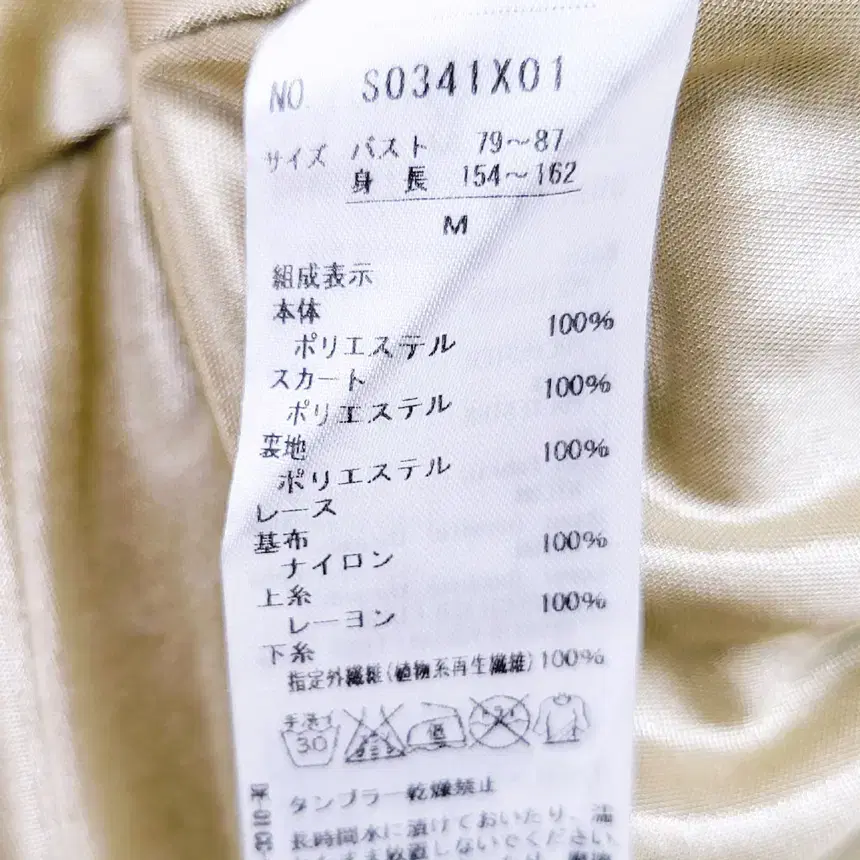 NO. S0341X01
サイズ バスト 79～87
身 長 154～162
M
組成表示
本体
ポリエステル 100%
スカート
ポリエステル 100%
裏地
ポリエステル 100%
レース
基布
ナイロン 100%
上糸
レーヨン 100%
下糸
指定外繊維(植物系再生繊維)100%
手洗イ
30
低
タンブラー乾燥禁止
長時間水に漬けておいたり、濡